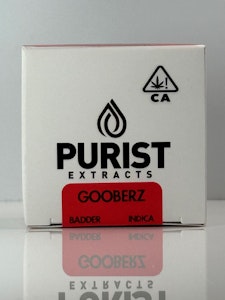 CA
PURIST
EXTRACTS
GOOBERZ
BADDER INDICA